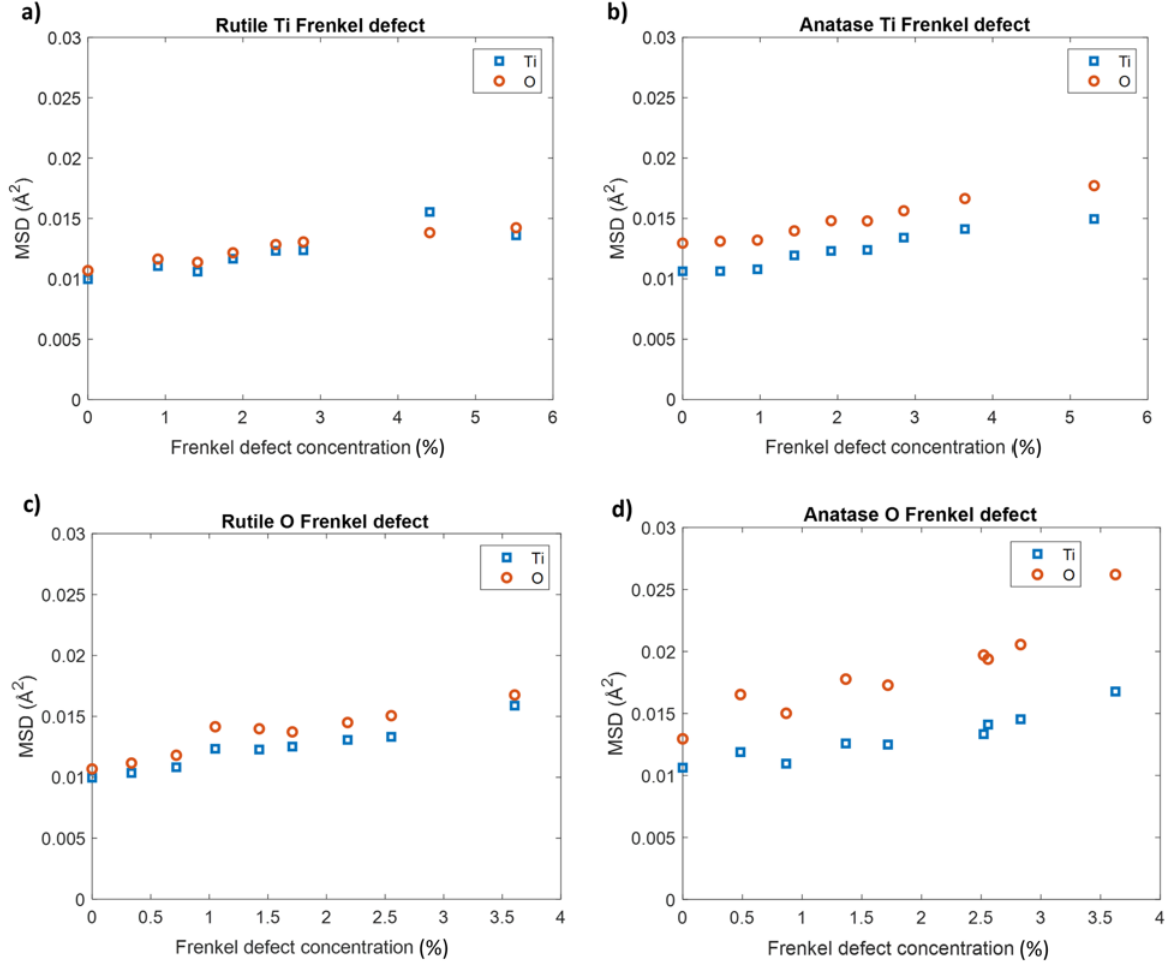 a)
Rutile Ti Frenkel defect
0.03
0.025
0.02
0.015
0.01
0.005
0
MSD (Å²)
Ti
O
0 1 2 3 4 5 6
Frenkel defect concentration (%)
b)
Anatase Ti Frenkel defect
0.03
0.025
0.02
0.015
0.01
0.005
0
MSD (Å²)
Ti
O
0 1 2 3 4 5 6
Frenkel defect concentration (%)
c)
Rutile O Frenkel defect
0.03
0.025
0.02
0.015
0.01
0.005
0
MSD (Å²)
Ti
O
0 0.5 1 1.5 2 2.5 3 3.5 4
Frenkel defect concentration (%)
d)
Anatase O Frenkel defect
0.03
0.025
0.02
0.015
0.01
0.005
0
MSD (Å²)
Ti
O
0 0.5 1 1.5 2 2.5 3 3.5 4
Frenkel defect concentration (%)